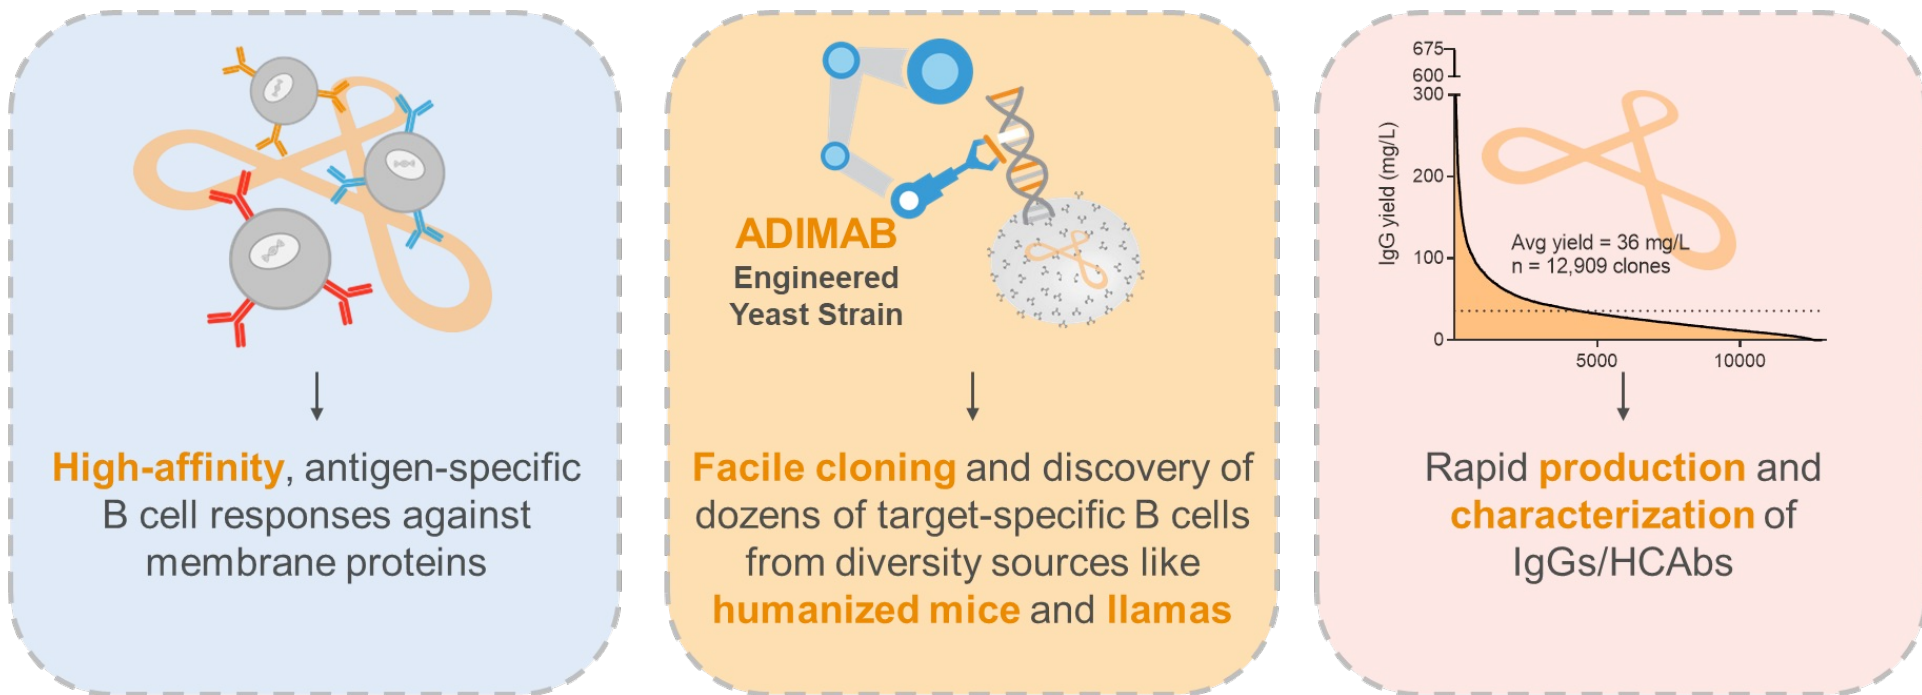 High-affinity, antigen-specific
B cell responses against
membrane proteins
ADIMAB
Engineered
Yeast Strain
Facile cloning and discovery of
dozens of target-specific B cells
from diversity sources like
humanized mice and llamas
675
600
300
200
100
0
IgG yield (mg/L)
Avg yield = 36 mg/L
n = 12,909 clones
5000
10000
Rapid production and
characterization of
IgGs/HCAbs